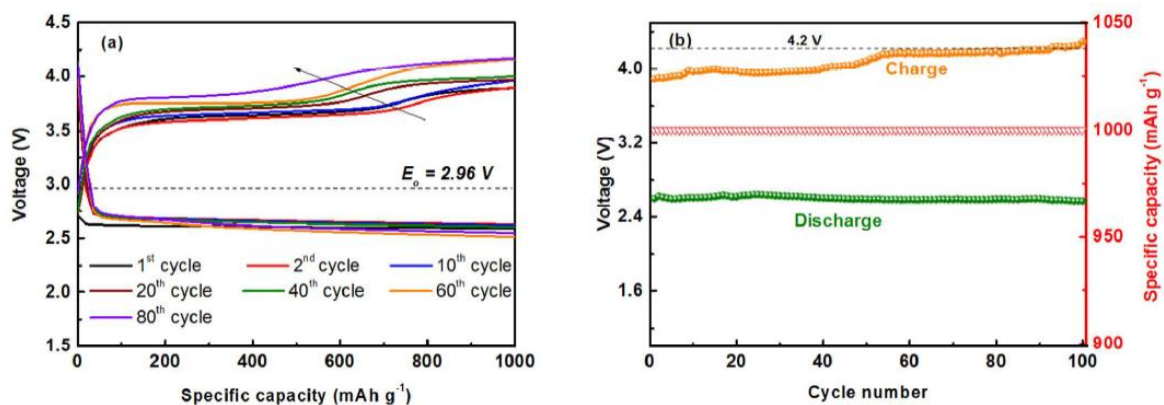 (a)
4.5
4.0
3.5
3.0
2.5
2.0
1.5
Voltage (V)
E₀ = 2.96 V
1ˢᵗ cycle 2ⁿᵈ cycle 10ᵗʰ cycle
20ᵗʰ cycle 40ᵗʰ cycle 60ᵗʰ cycle
80ᵗʰ cycle
0 200 400 600 800 1000
Specific capacity (mAh g⁻¹)
(b)
4.0
3.2
2.4
1.6
Voltage (V)
4.2 V
Charge
Discharge
1050
1000
950
900
Specific capacity (mAh g⁻¹)
0 20 40 60 80 100
Cycle number